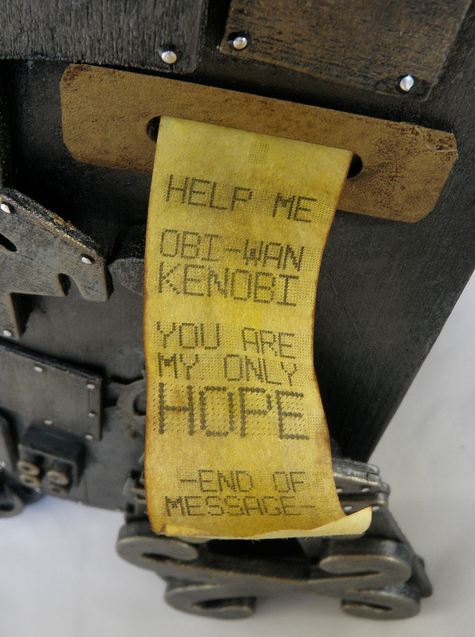 HELP ME
OBI-WAN
KENOBI
YOU ARE
MY ONLY
HOPE
-END OF
MESSAGE-